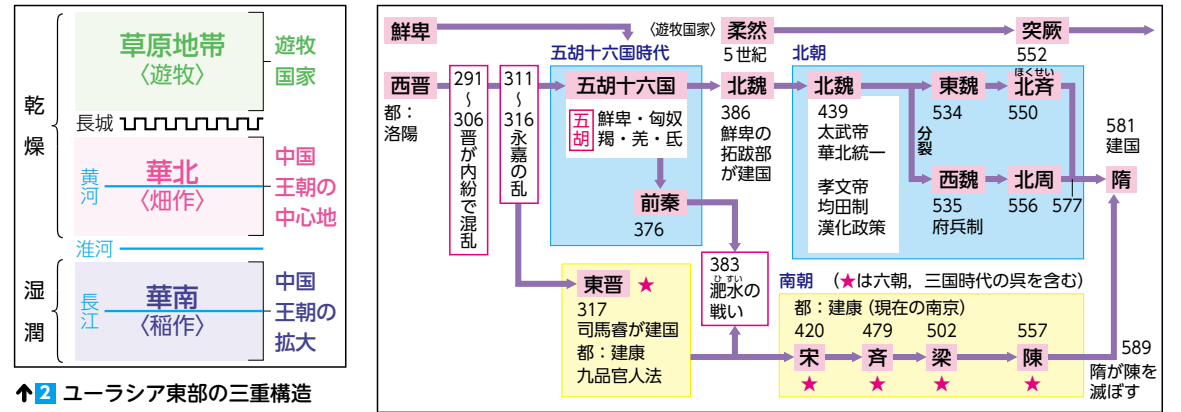 草原地帯
〈遊牧〉
遊牧
国家
乾燥
長城
黄河
華北
〈畑作〉
中国
王朝の
中心地
淮河
湿潤
長江
華南
〈稲作〉
中国
王朝の
拡大
↑2 ユーラシア東部の三重構造
鮮卑
〈遊牧国家〉
柔然
5世紀
突厥
552
西晋
都：
洛陽
291～306晋が内紛で混乱
311～316永嘉の乱
五胡十六国時代
五胡十六国
五胡
鮮卑・匈奴
羯・羌・氐
前秦
376
北魏
386
鮮卑の
拓跋部
が建国
北朝
北魏
439
太武帝
華北統一
孝文帝
均田制
漢化政策
分裂
東魏
534
ほくせい
北斉
550
西魏
535
府兵制
北周
556
577
581
建国
隋
東晋 ★
317
司馬睿が建国
都：建康
九品官人法
383
ひすい
淝水の
戦い
南朝 （★は六朝，三国時代の呉を含む）
都：建康（現在の南京）
420
宋
★
479
斉
★
502
梁
★
557
陳
★
589
隋が陳を
滅ぼす